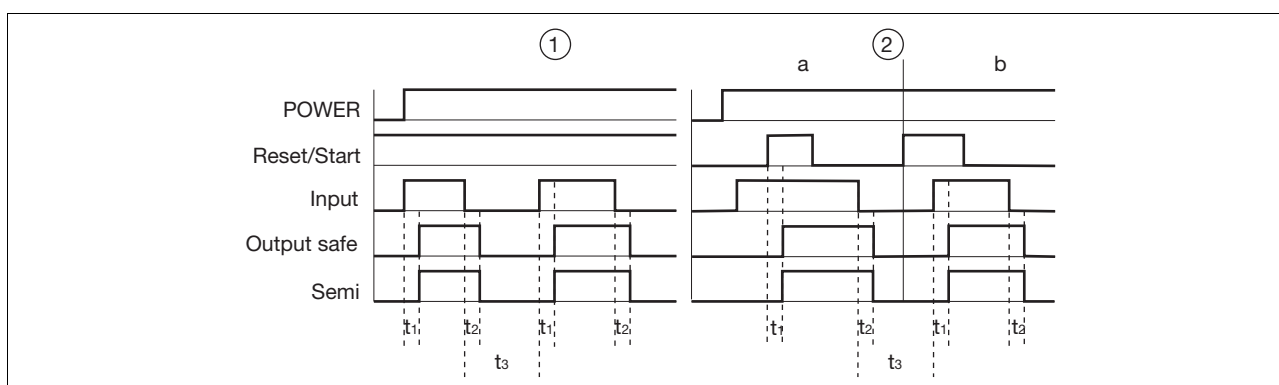 ① ②
a b
POWER
Reset/Start
Input
Output safe
Semi
t1 t2 t1 t2 t1 t2 t1 t2
t3 t3